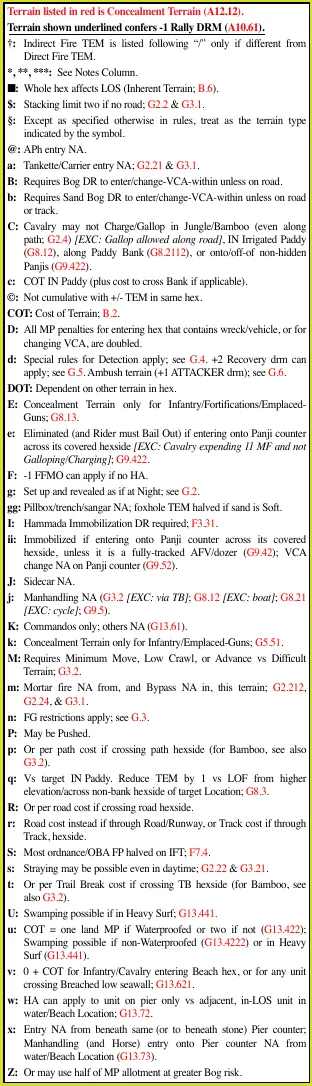 Terrain listed in red is Concealment Terrain (A12.12).
Terrain shown underlined confers -1 Rally DRM (A10.61).
†: Indirect Fire TEM is listed following “/” only if different from
Direct Fire TEM.
*, **, ***: See Notes Column.
■: Whole hex affects LOS (Inherent Terrain; B.6).
$: Stacking limit two if no road; G2.2 & G3.1.
§: Except as specified otherwise in rules, treat as the terrain type
indicated by the symbol.
@: APh entry NA.
a: Tankette/Carrier entry NA; G2.21 & G3.1.
B: Requires Bog DR to enter/change-VCA-within unless on road.
b: Requires Sand Bog DR to enter/change-VCA-within unless on road
or track.
C: Cavalry may not Charge/Gallop in Jungle/Bamboo (even along
path; G2.4) [EXC: Gallop allowed along road], IN Irrigated Paddy
(G8.12), along Paddy Bank (G8.2112), or onto/off-of non-hidden
Panjis (G9.422).
c: COT IN Paddy (plus cost to cross Bank if applicable).
©: Not cumulative with +/- TEM in same hex.
COT: Cost of Terrain; B.2.
D: All MP penalties for entering hex that contains wreck/vehicle, or for
changing VCA, are doubled.
d: Special rules for Detection apply; see G.4. +2 Recovery drm can
apply; see G.5. Ambush terrain (+1 ATTACKER drm); see G.6.
DOT: Dependent on other terrain in hex.
E: Concealment Terrain only for Infantry/Fortifications/Emplaced-
Guns; G8.13.
e: Eliminated (and Rider must Bail Out) if entering onto Panji counter
across its covered hexside [EXC: Cavalry expending 11 MF and not
Galloping/Charging]; G9.422.
F: -1 FFMO can apply if no HA.
g: Set up and revealed as if at Night; see G.2.
gg: Pillbox/trench/sangar NA; foxhole TEM halved if sand is Soft.
I: Hammada Immobilization DR required; F3.31.
ii: Immobilized if entering onto Panji counter across its covered
hexside, unless it is a fully-tracked AFV/dozer (G9.42); VCA
change NA on Panji counter (G9.52).
J: Sidecar NA.
j: Manhandling NA (G3.2 [EXC: via TB]; G8.12 [EXC: boat]; G8.21
[EXC: cycle]; G9.5).
K: Commandos only; others NA (G13.61).
k: Concealment Terrain only for Infantry/Emplaced-Guns; G5.51.
M: Requires Minimum Move, Low Crawl, or Advance vs Difficult
Terrain; G3.2.
m: Mortar fire NA from, and Bypass NA in, this terrain; G2.212,
G2.24, & G3.1.
n: FG restrictions apply; see G.3.
P: May be Pushed.
p: Or per path cost if crossing path hexside (for Bamboo, see also
G3.2).
q: Vs target IN Paddy. Reduce TEM by 1 vs LOF from higher
elevation/across non-bank hexside of target Location; G8.3.
R: Or per road cost if crossing road hexside.
r: Road cost instead if through Road/Runway, or Track cost if through
Track, hexside.
S: Most ordnance/OBA FP halved on IFT; F7.4.
s: Straying may be possible even in daytime; G2.22 & G3.21.
t: Or per Trail Break cost if crossing TB hexside (for Bamboo, see
also G3.2).
U: Swamping possible if in Heavy Surf; G13.441.
u: COT = one land MP if Waterproofed or two if not (G13.422);
Swamping possible if non-Waterproofed (G13.4222) or in Heavy
Surf (G13.441).
v: 0 + COT for Infantry/Cavalry entering Beach hex, or for any unit
crossing Breached low seawall; G13.621.
w: HA can apply to unit on pier only vs adjacent, in-LOS unit in
water/Beach Location; G13.72.
x: Entry NA from beneath same (or to beneath stone) Pier counter;
Manhandling (and Horse) entry onto Pier counter NA from
water/Beach Location (G13.73).
Z: Or may use half of MP allotment at greater Bog risk.